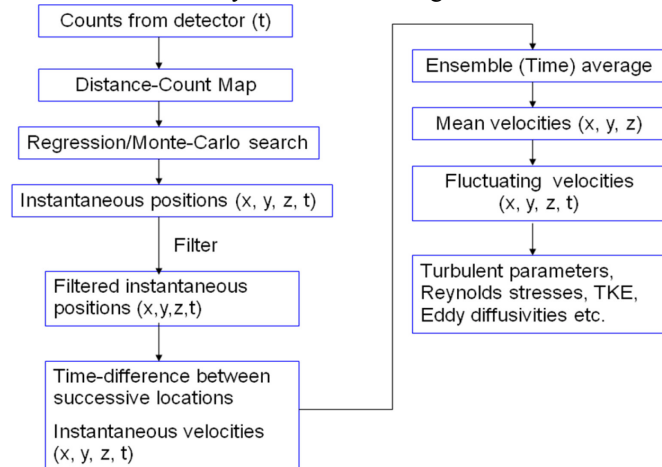 Counts from detector (t)
Distance-Count Map
Regression/Monte-Carlo search
Instantaneous positions (x, y, z, t)
Filter
Filtered instantaneous
positions (x,y,z,t)
Time-difference between
successive locations
Instantaneous velocities
(x, y, z, t)
Ensemble (Time) average
Mean velocities (x, y, z)
Fluctuating velocities
(x, y, z, t)
Turbulent parameters,
Reynolds stresses, TKE,
Eddy diffusivities etc.